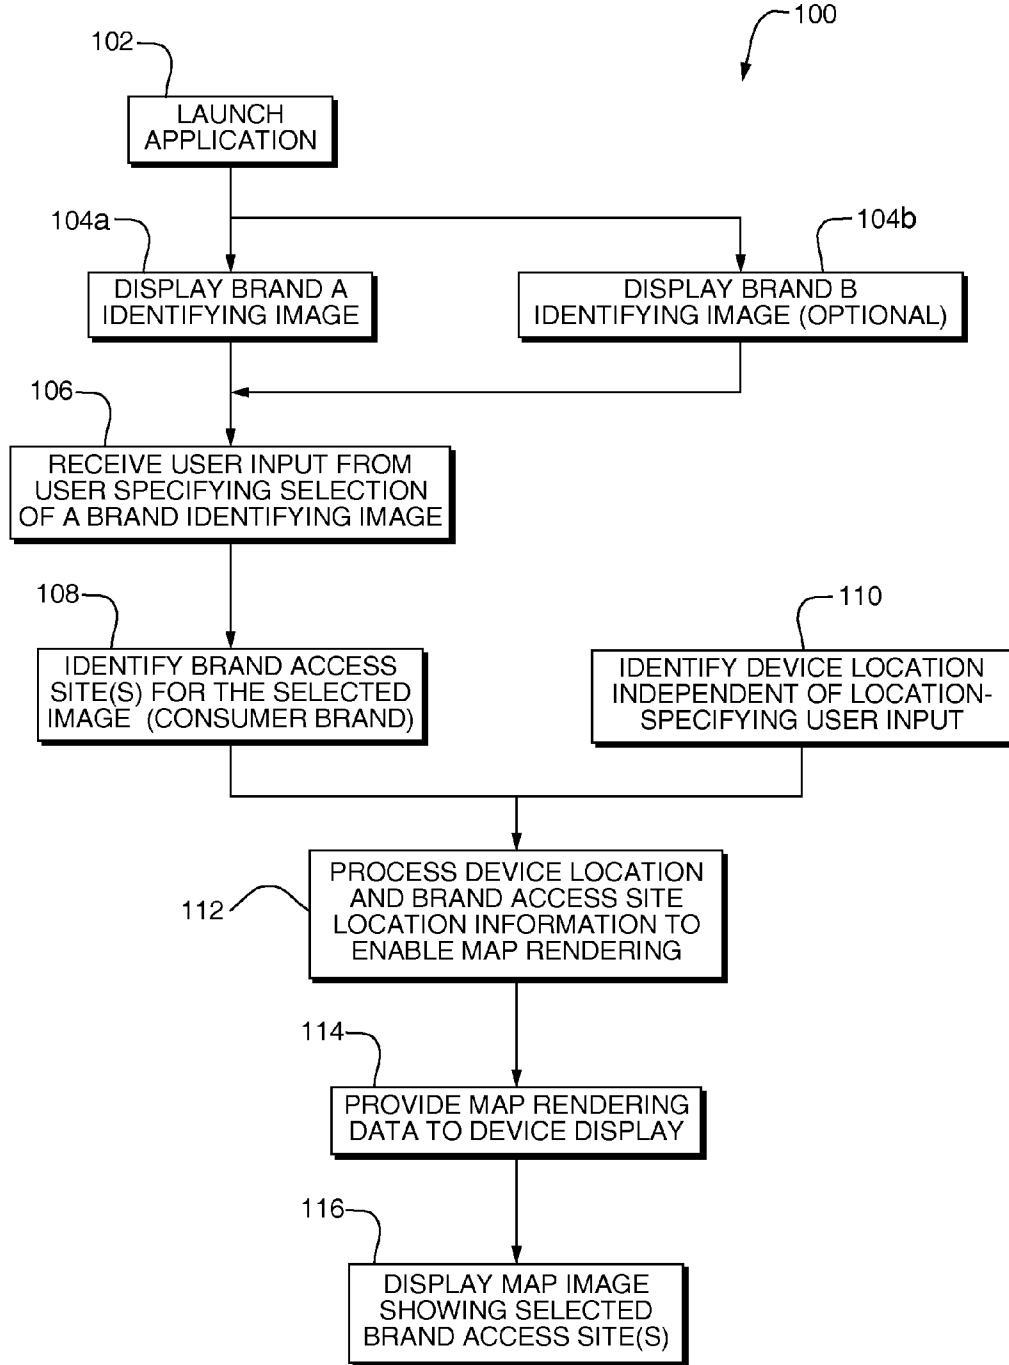 100
102
LAUNCH
APPLICATION
104a
104b
DISPLAY BRAND A
IDENTIFYING IMAGE
DISPLAY BRAND B
IDENTIFYING IMAGE (OPTIONAL)
106
RECEIVE USER INPUT FROM
USER SPECIFYING SELECTION
OF A BRAND IDENTIFYING IMAGE
108
110
IDENTIFY BRAND ACCESS
SITE(S) FOR THE SELECTED
IMAGE (CONSUMER BRAND)
IDENTIFY DEVICE LOCATION
INDEPENDENT OF LOCATION-
SPECIFYING USER INPUT
112
PROCESS DEVICE LOCATION
AND BRAND ACCESS SITE
LOCATION INFORMATION TO
ENABLE MAP RENDERING
114
PROVIDE MAP RENDERING
DATA TO DEVICE DISPLAY
116
DISPLAY MAP IMAGE
SHOWING SELECTED
BRAND ACCESS SITE(S)